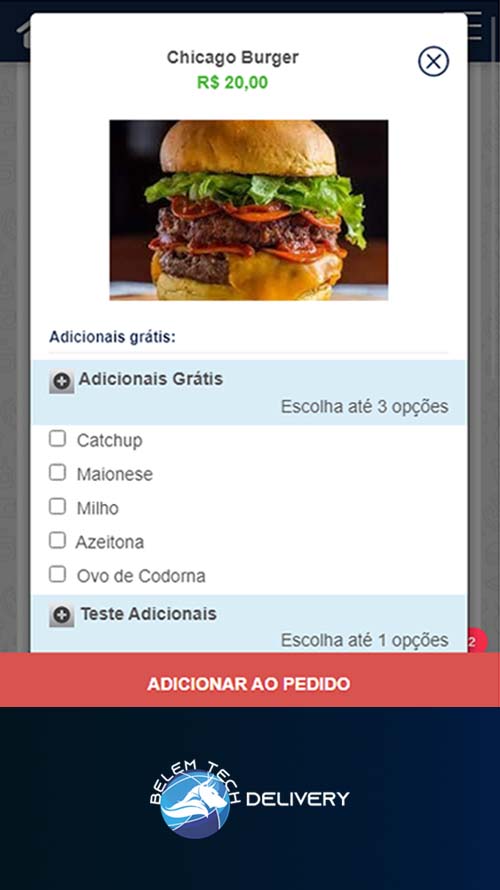 Chicago Burger
R$ 20,00
Adicionais grátis:
Adicionais Grátis
Escolha até 3 opções
Catchup
Maionese
Milho
Azeitona
Ovo de Codorna
Teste Adicionais
Escolha até 1 opções
2
ADICIONAR AO PEDIDO
BELEM TECH
DELIVERY